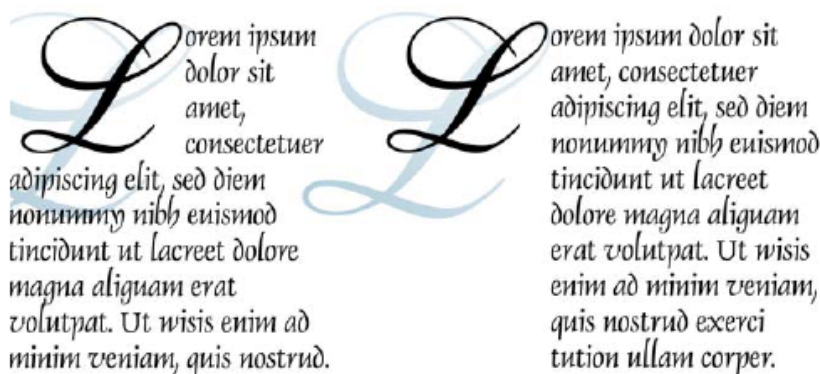 Lorem ipsum
dolor sit
amet,
consectetuer
adipiscing elit, sed diem
nonummy nibh euismod
tincidunt ut lacreet dolore
magna aliguam erat
volutpat. Ut wisis enim ad
minim veniam, quis nostrud.
Lorem ipsum dolor sit
amet, consectetuer
adipiscing elit, sed diem
nonummy nibh euismod
tincidunt ut lacreet
dolore magna aliguam
erat volutpat. Ut wisis
enim ad minim veniam,
quis nostrud exerci
tution ullam corper.